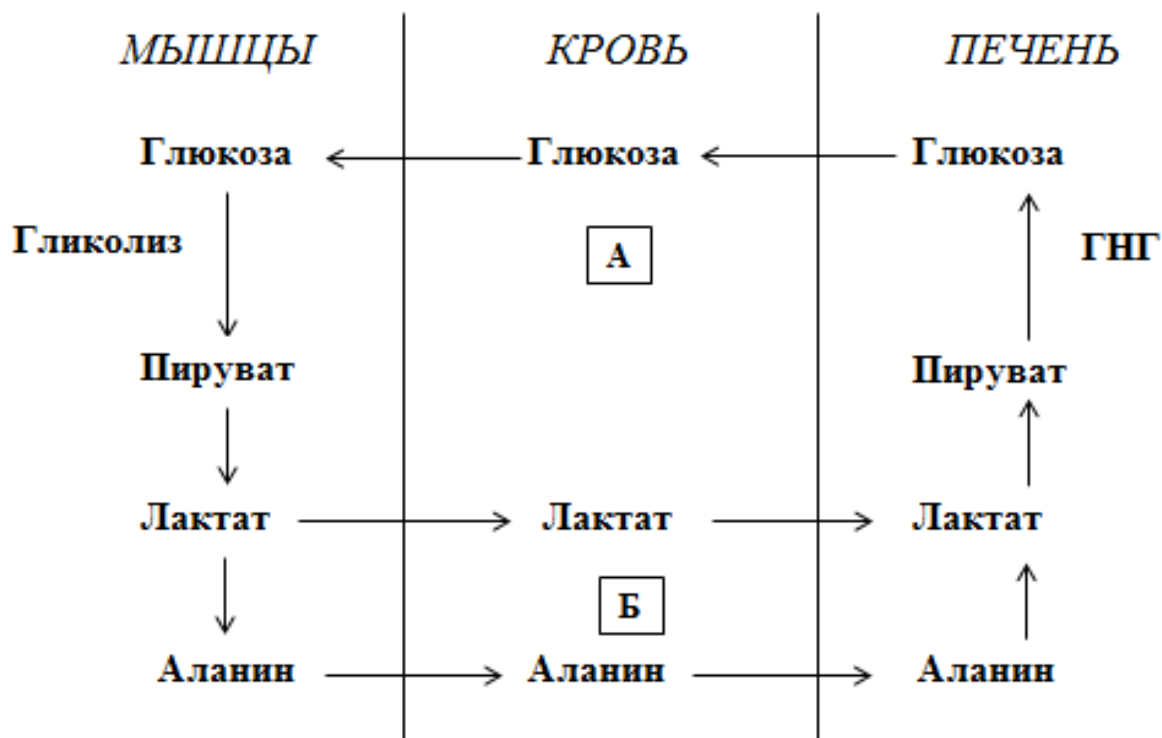 МЫШЦЫ КРОВЬ ПЕЧЕНЬ
Глюкоза Глюкоза Глюкоза
Гликолиз А ГНГ
Пируват Пируват
Лактат Лактат Лактат
Б
Аланин Аланин Аланин